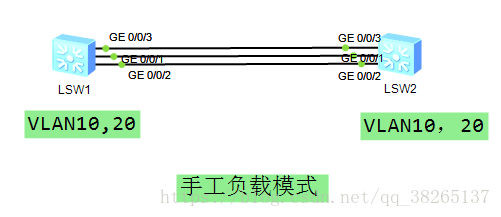 GE 0/0/3 GE 0/0/3
GE 0/0/1 GE 0/0/1
GE 0/0/2 GE 0/0/2
LSW1 LSW2
VLAN10,20 VLAN10，20
手工负载模式
https://blog.csdn.net/qq_38265137